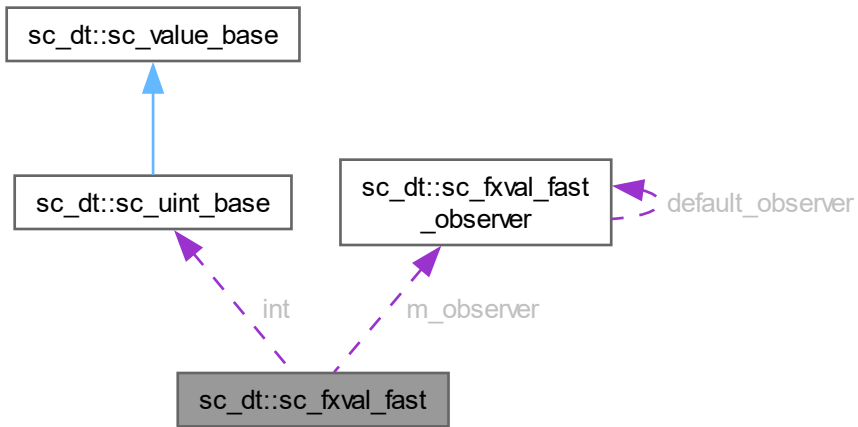 sc_dt::sc_value_base
sc_dt::sc_uint_base
sc_dt::sc_fxval_fast
_observer
default_observer
int
m_observer
sc_dt::sc_fxval_fast